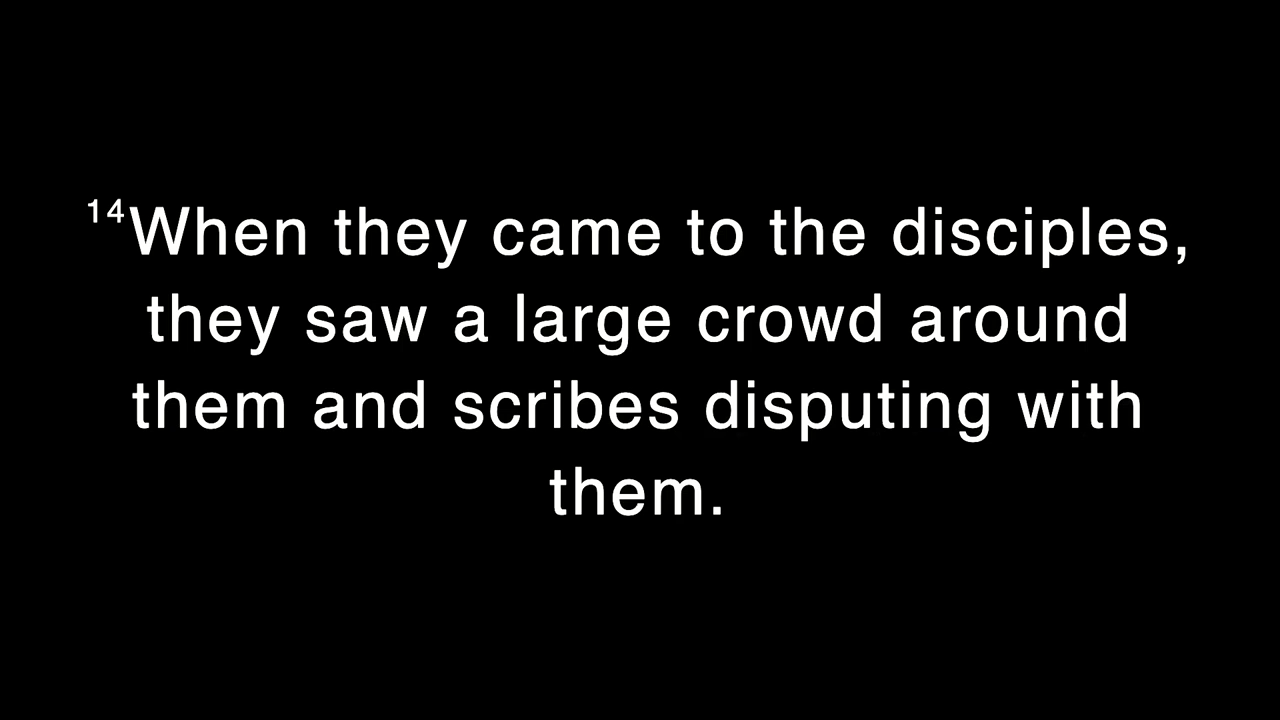 ¹⁴When they came to the disciples,
they saw a large crowd around
them and scribes disputing with
them.